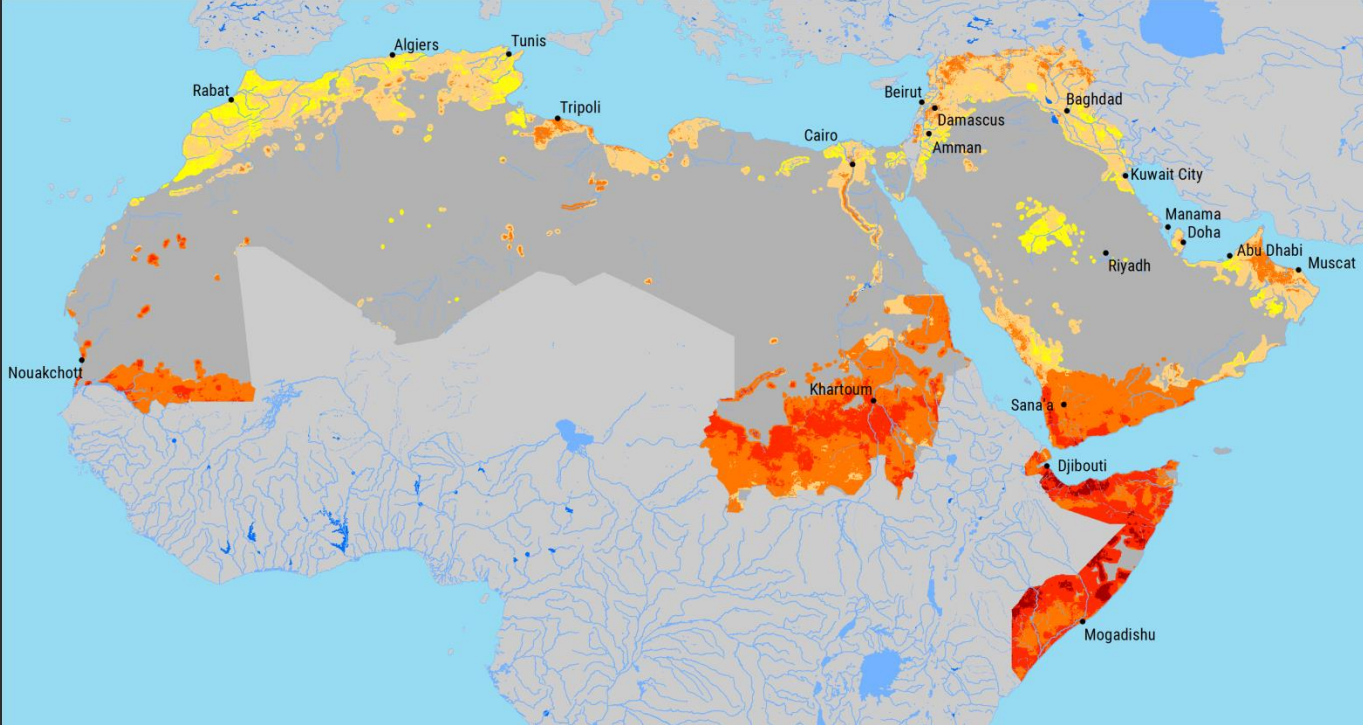 Tunis
Algiers
Rabat
Beirut
Baghdad
Tripoli
Damascus
Cairo
Amman
Kuwait City
Manama
Doha
Abu Dhabi
Muscat
Riyadh
Nouakchott
Khartoum
Sana'a
Djibouti
Mogadishu